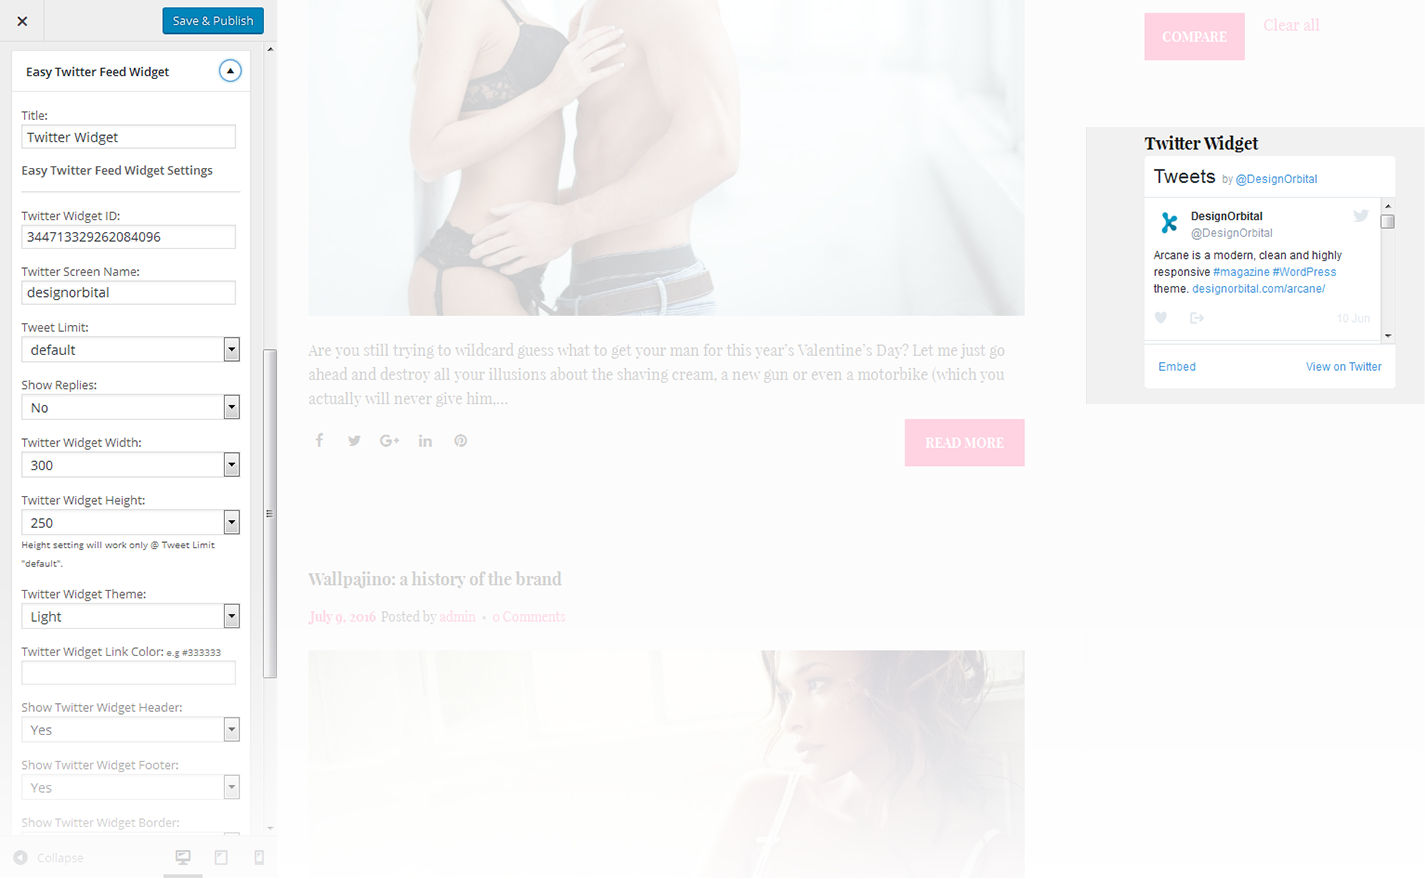 Save & Publish
Easy Twitter Feed Widget
Title:
Twitter Widget
Easy Twitter Feed Widget Settings
Twitter Widget ID:
344713329262084096
Twitter Screen Name:
designorbital
Tweet Limit:
default
Show Replies:
No
Twitter Widget Width:
300
Twitter Widget Height:
250
Height setting will work only @ Tweet Limit
"default".
Twitter Widget Theme:
Light
Twitter Widget Link Color: e.g #333333
Show Twitter Widget Header:
Yes
Show Twitter Widget Footer:
Yes
Show Twitter Widget Border:
Collapse
Are you still trying to wildcard guess what to get your man for this year's Valentine's Day? Let me just go
ahead and destroy all your illusions about the shaving cream, a new gun or even a motorbike (which you
actually will never give him,...
READ MORE
Wallpajino: a history of the brand
July 9, 2016 Posted by admin • 0 Comments
COMPARE
Clear all
Twitter Widget
Tweets by @DesignOrbital
DesignOrbital
@DesignOrbital
Arcane is a modern, clean and highly
responsive #magazine #WordPress
theme. designorbital.com/arcane/
10 Jun
Embed
View on Twitter